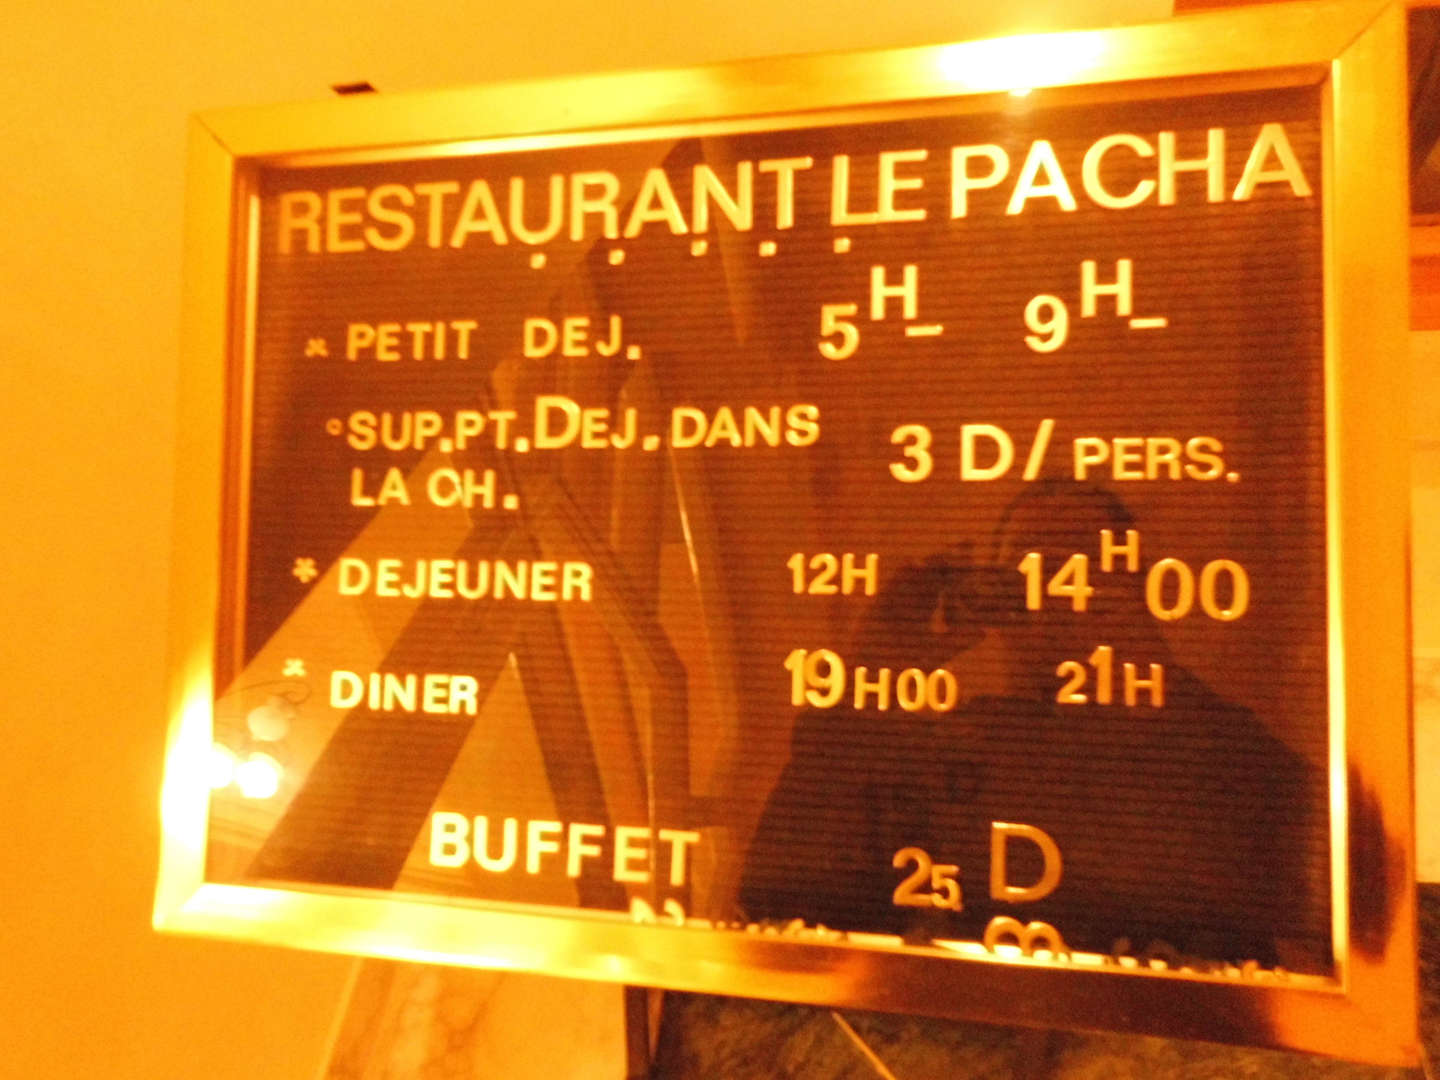 RESTAURANT LE PACHA
* PETIT DEJ. 5H- 9H-
°SUP.PT.DEJ.DANS LA CH. 3 D/ PERS.
* DEJEUNER 12H 14H00
* DINER 19H00 21H
BUFFET 25 D